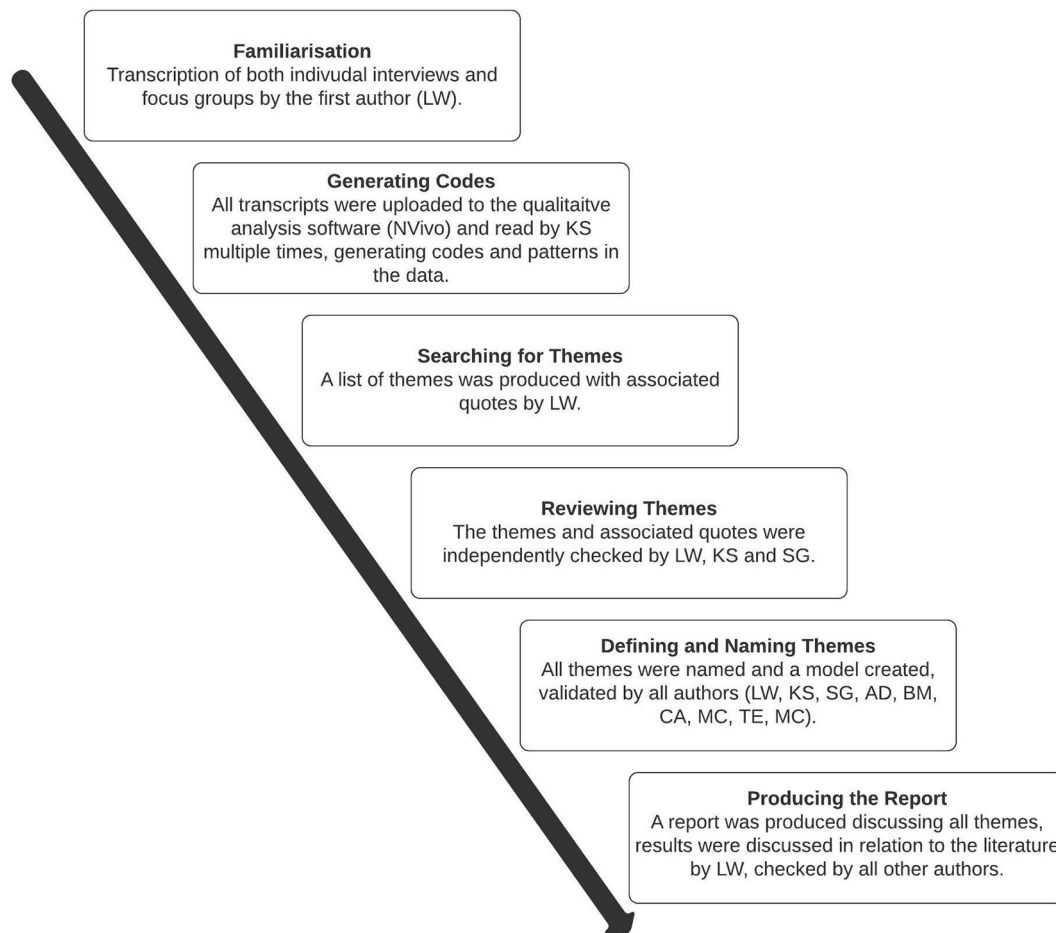 Familiarisation
Transcription of both indivudal interviews and
focus groups by the first author (LW).
Generating Codes
All transcripts were uploaded to the qualitaitve
analysis software (NVivo) and read by KS
multiple times, generating codes and patterns in
the data.
Searching for Themes
A list of themes was produced with associated
quotes by LW.
Reviewing Themes
The themes and associated quotes were
independently checked by LW, KS and SG.
Defining and Naming Themes
All themes were named and a model created,
validated by all authors (LW, KS, SG, AD, BM,
CA, MC, TE, MC).
Producing the Report
A report was produced discussing all themes,
results were discussed in relation to the literature
by LW, checked by all other authors.